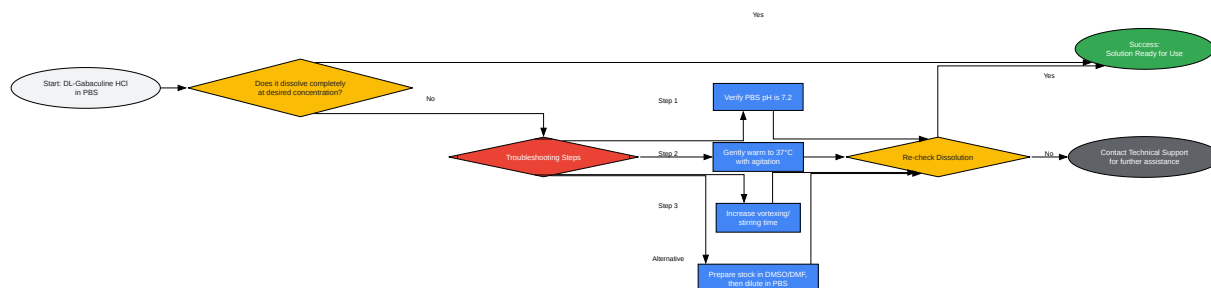 Yes
Success:
Solution Ready for Use
Start: DL-Gabaculine HCl
in PBS
Does it dissolve completely
at desired concentration?
Yes
No
Step 1
Verify PBS pH is 7.2
Troubleshooting Steps
Step 2
Gently warm to 37°C
with agitation
Re-check Dissolution
No
Contact Technical Support
for further assistance
Step 3
Increase vortexing/
stirring time
Alternative
Prepare stock in DMSO/DMF,
then dilute in PBS